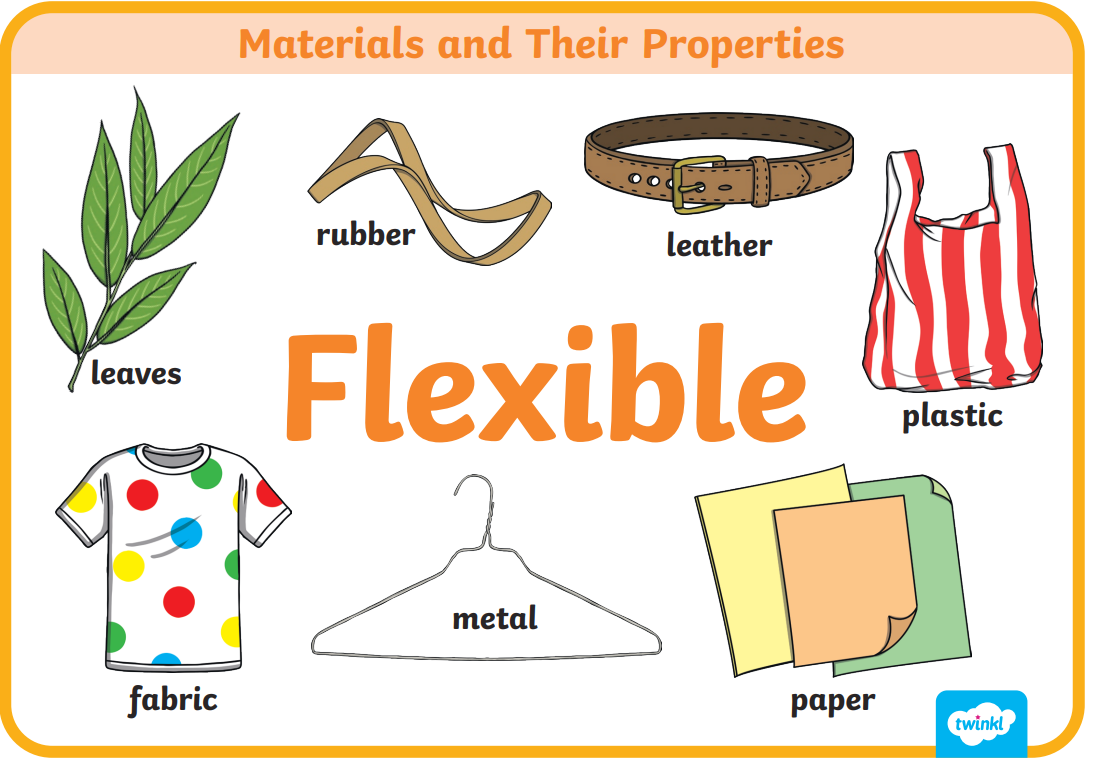 Materials and Their Properties
rubber
leather
leaves
Flexible
plastic
metal
fabric
paper
twinkl